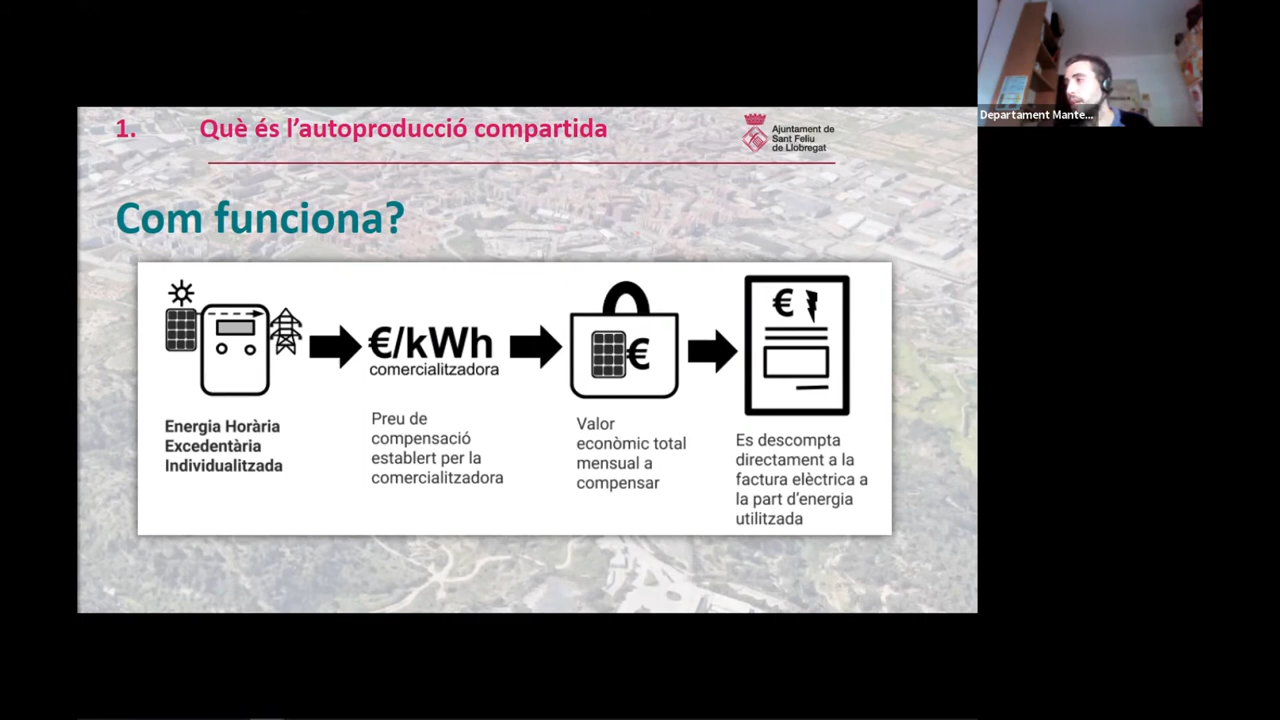 1. Què és l’autoproducció compartida
Ajuntament de
Sant Feliu
de Llobregat
Departament Mante...
Com funciona?
€/kWh
comercialitzadora
€
€
Energia Horària
Excedentària
Individualitzada
Preu de
compensació
establert per la
comercialitzadora
Valor
econòmic total
mensual a
compensar
Es descompta
directament a la
factura elèctrica a
la part d’energia
utilitzada